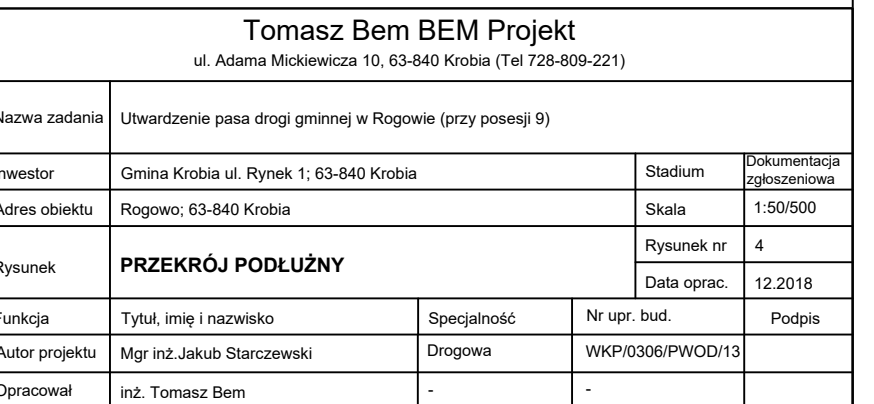 Tomasz Bem BEM Projekt
ul. Adama Mickiewicza 10, 63-840 Krobia (Tel 728-809-221)
Nazwa zadania Utwardzenie pasa drogi gminnej w Rogowie (przy posesji 9)
nwestor Gmina Krobia ul. Rynek 1; 63-840 Krobia Stadium Dokumentacja
zgłoszeniowa
Adres obiektu Rogowo; 63-840 Krobia Skala 1:50/500
Rysunek PRZEKRÓJ PODŁUŻNY Rysunek nr 4
Data oprac. 12.2018
Funkcja Tytuł, imię i nazwisko Specjalność Nr upr. bud. Podpis
Autor projektu Mgr inż.Jakub Starczewski Drogowa WKP/0306/PWOD/13
Opracował inż. Tomasz Bem - -